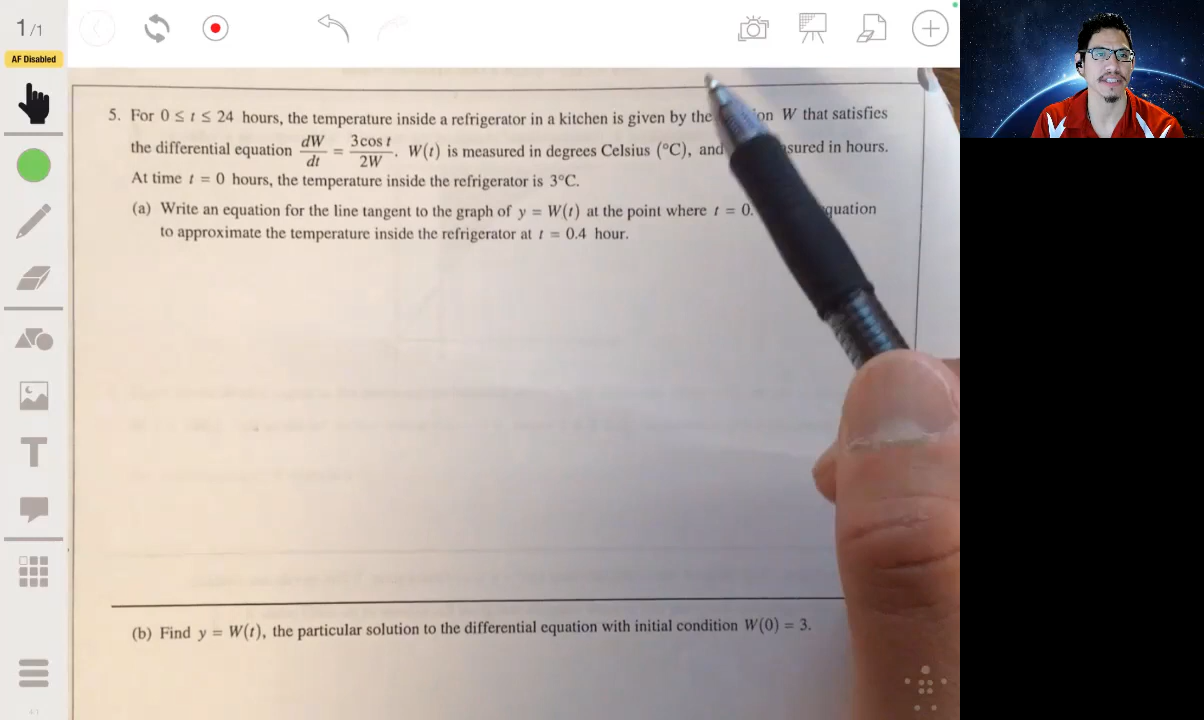 1/1
AF Disabled
5. For 0 ≤ t ≤ 24 hours, the temperature inside a refrigerator in a kitchen is given by the W that satisfies
the differential equation dW/dt = 3cos t/2W. W(t) is measured in degrees Celsius (°C), and in hours.
At time t = 0 hours, the temperature inside the refrigerator is 3°C.
(a) Write an equation for the line tangent to the graph of y = W(t) at the point where t = 0.
to approximate the temperature inside the refrigerator at t = 0.4 hour.
(b) Find y = W(t), the particular solution to the differential equation with initial condition W(0) = 3.
T